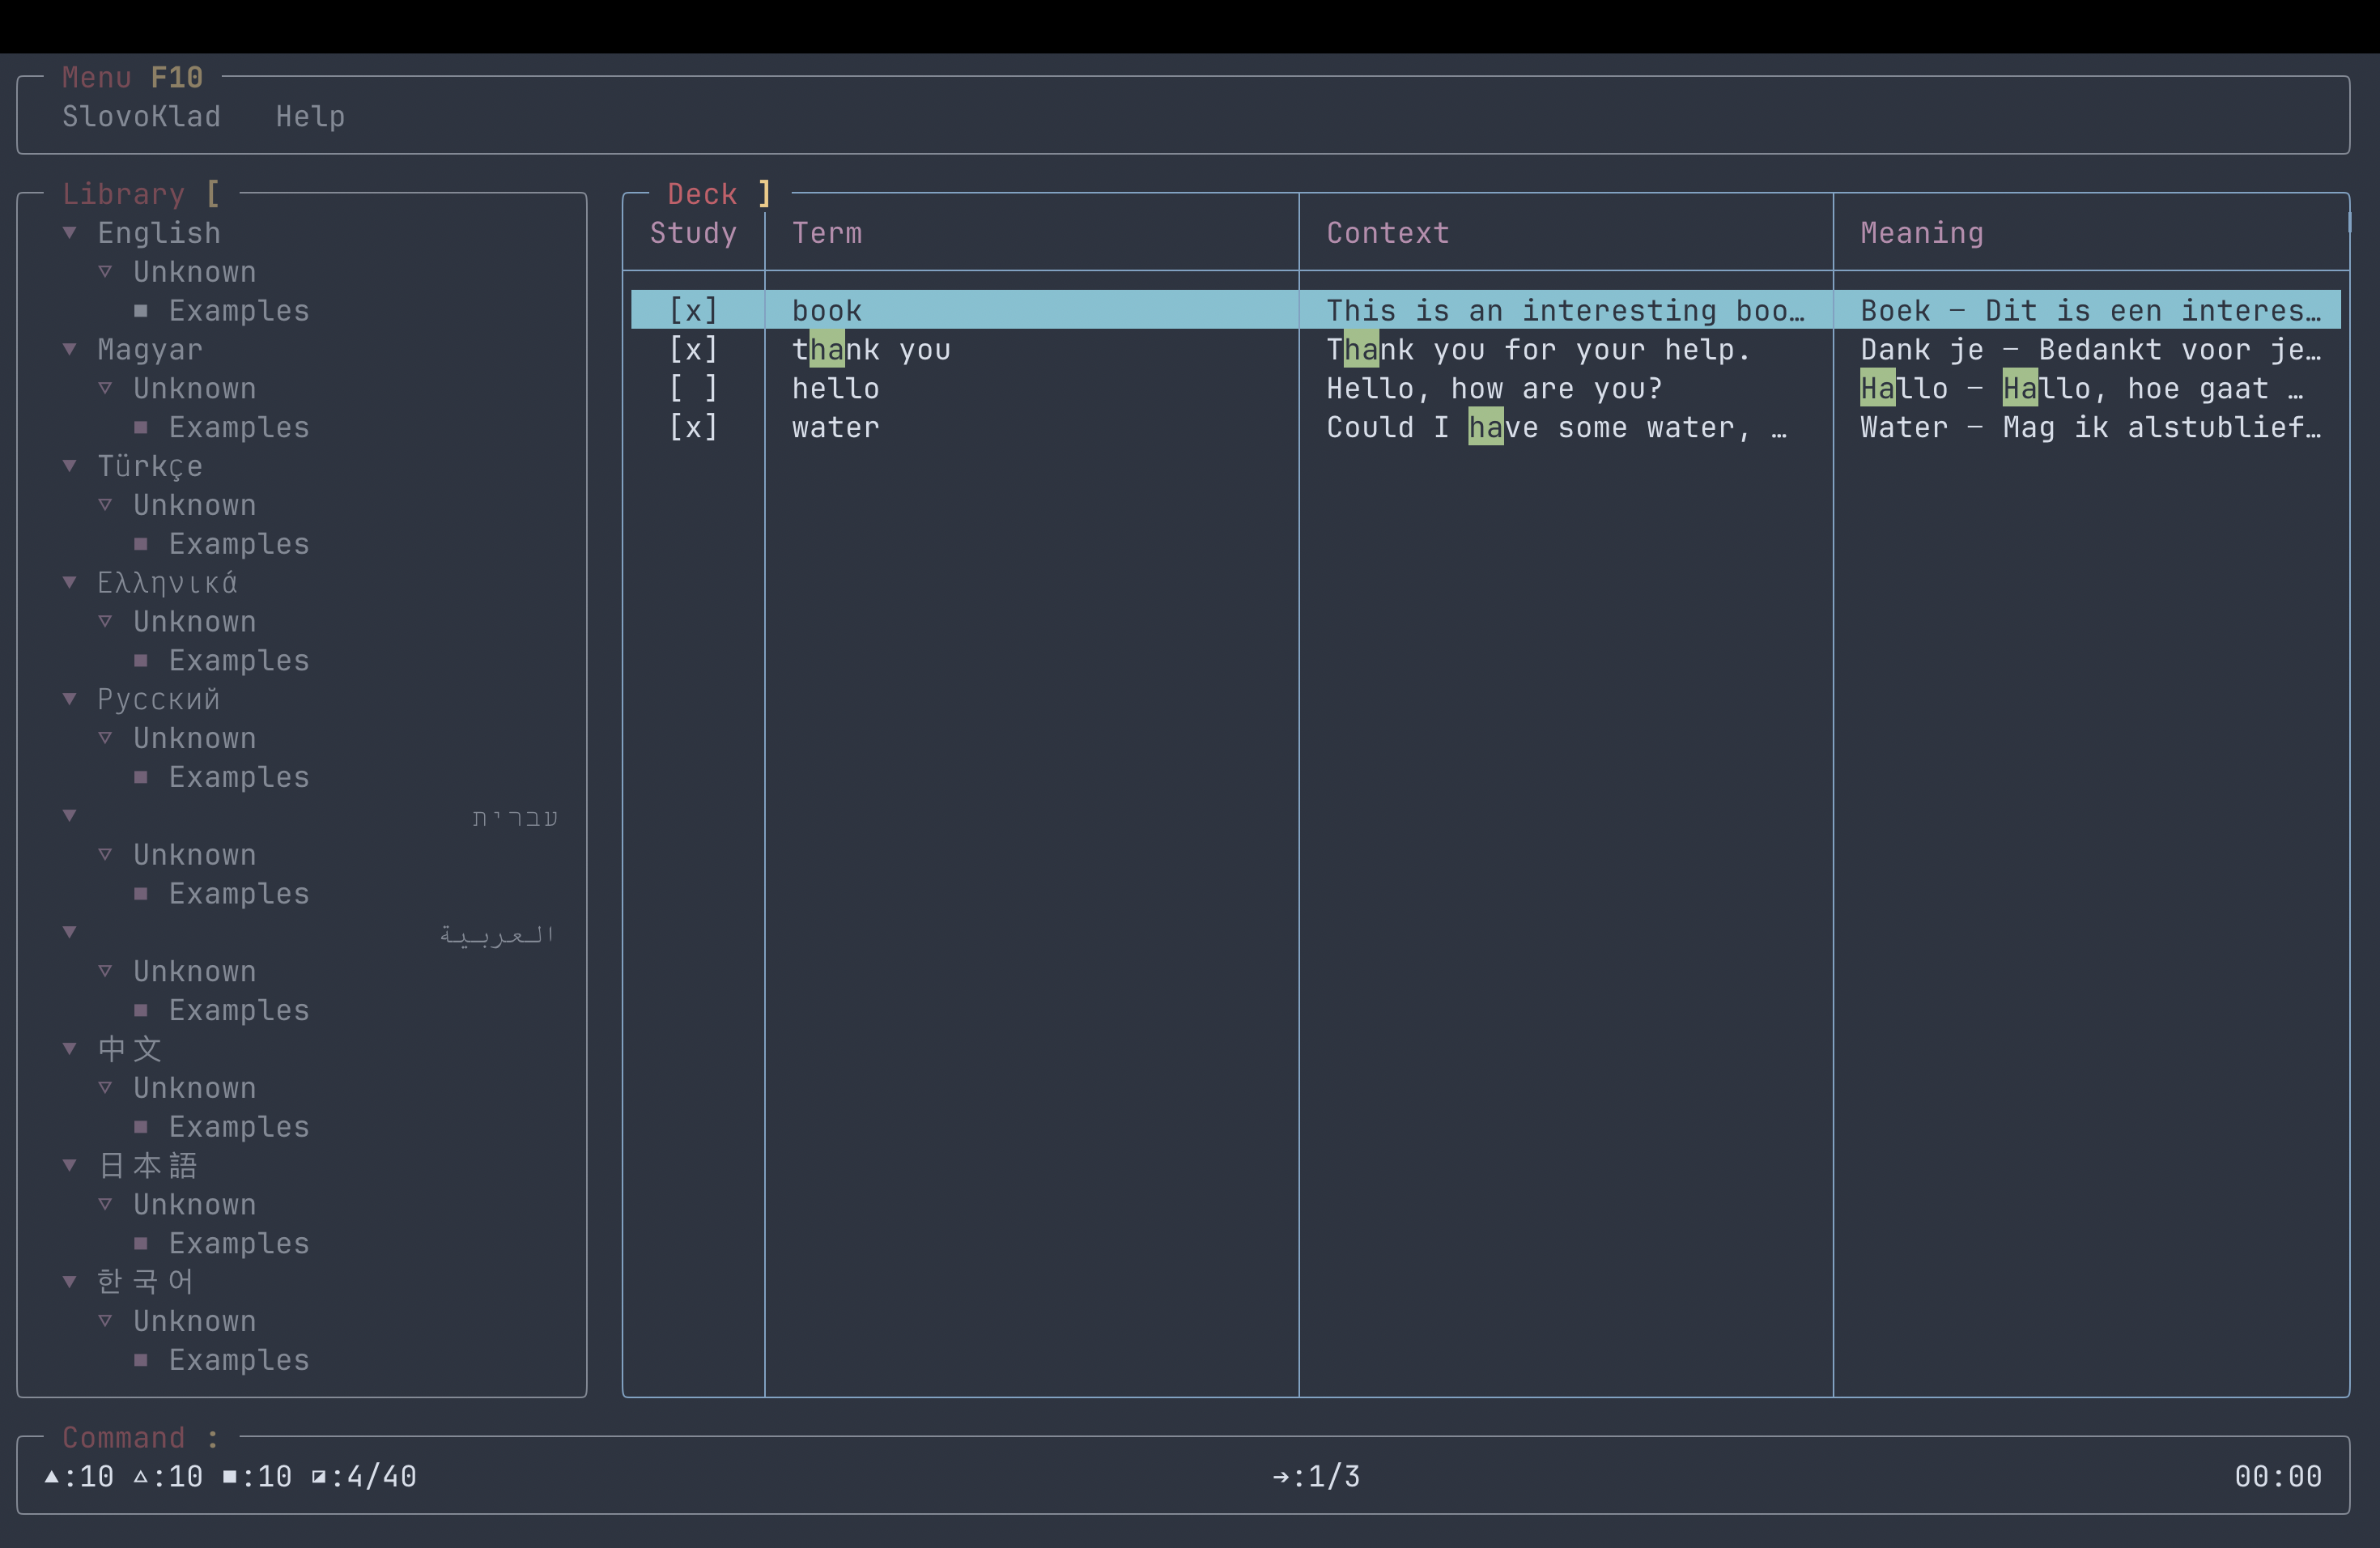 Menu F10
SlovoKlad Help
Library [
▼ English
▽ Unknown
■ Examples
▼ Magyar
▽ Unknown
■ Examples
▼ Türkçe
▽ Unknown
■ Examples
▼ Ελληνικά
▽ Unknown
■ Examples
▼ Русский
▽ Unknown
■ Examples
▼ עברית
▽ Unknown
■ Examples
▼ العربية
▽ Unknown
■ Examples
▼ 中文
▽ Unknown
■ Examples
▼ 日本語
▽ Unknown
■ Examples
▼ 한국어
▽ Unknown
■ Examples
Deck ]
Study Term Context Meaning
[x] book This is an interesting boo… Boek — Dit is een interes…
[x] thank you Thank you for your help. Dank je — Bedankt voor je…
[ ] hello Hello, how are you? Hallo — Hallo, hoe gaat …
[x] water Could I have some water, … Water — Mag ik alstublief…
Command :
▲:10 △:10 ■:10 ◪:4/40 →:1/3 00:00